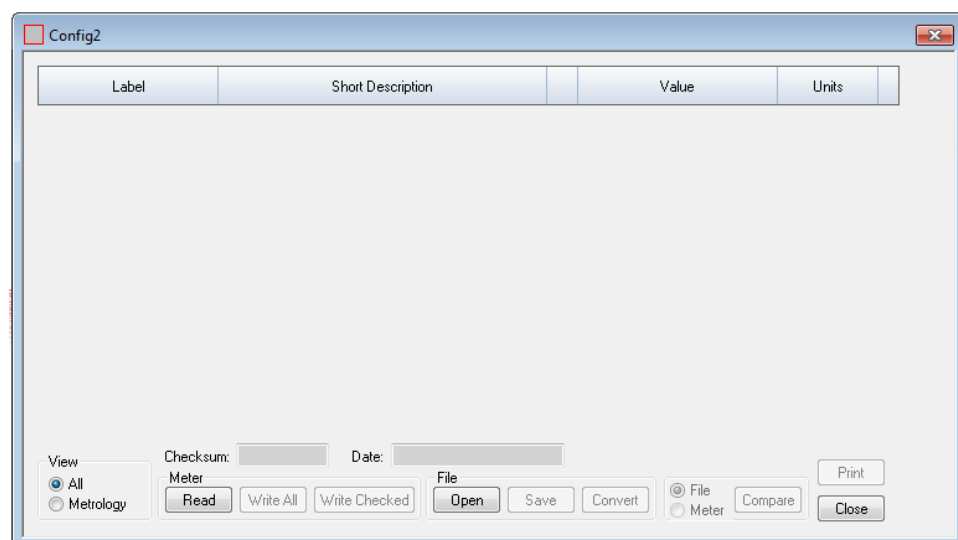 Config2
Label Short Description Value Units
Checksum: Date:
View
All
Metrology
Meter
Read Write All Write Checked
File
Open Save Convert
File
Meter
Compare
Print
Close